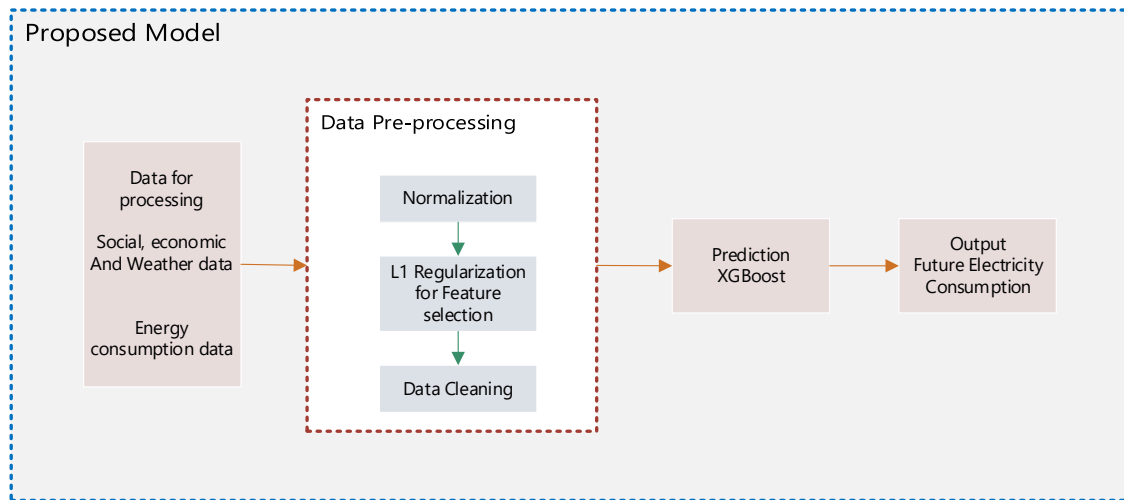 Proposed Model
Data Pre-processing
Data for
processing
Social, economic
And Weather data
Energy
consumption data
Normalization
L1 Regularization
for Feature
selection
Data Cleaning
Prediction
XGBoost
Output
Future Electricity
Consumption